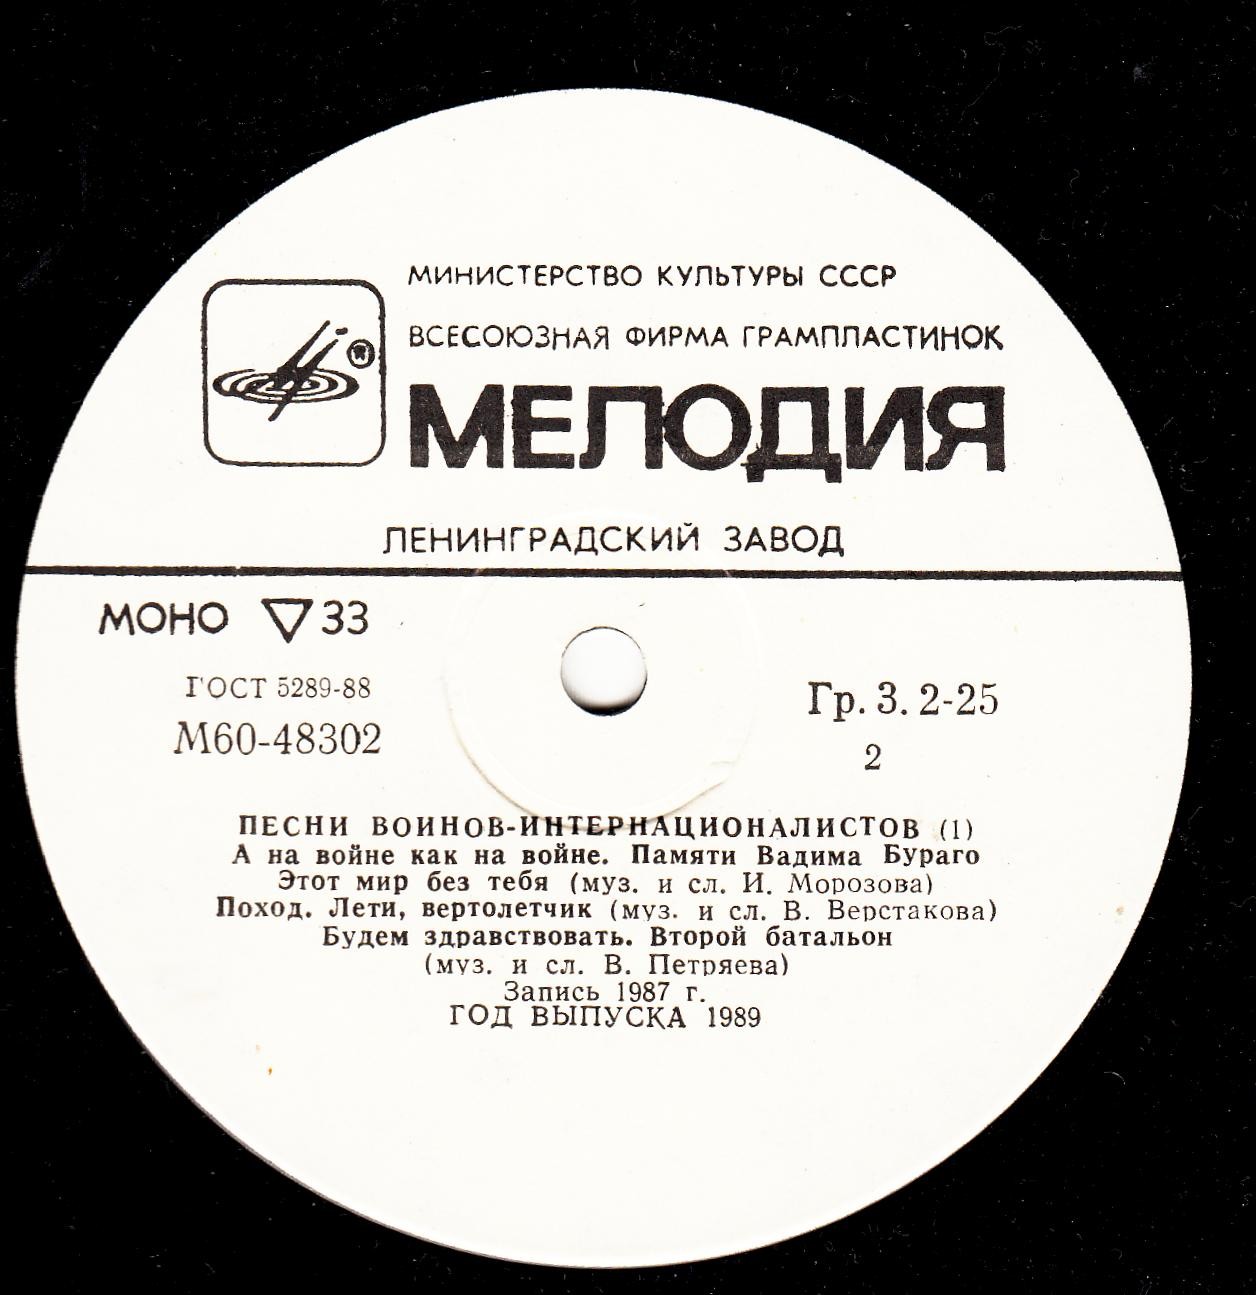 МИНИСТЕРСТВО КУЛЬТУРЫ СССР
ВСЕСОЮЗНАЯ ФИРМА ГРАМПЛАСТИНОК
МЕЛОДИЯ
ЛЕНИНГРАДСКИЙ ЗАВОД
МОНО ▽ 33
ГОСТ 5289-88
М60-48302
Гр. 3. 2-25
2
ПЕСНИ ВОИНОВ-ИНТЕРНАЦИОНАЛИСТОВ (1)
А на войне как на войне. Памяти Вадима Бураго
Этот мир без тебя (муз. и сл. И. Морозова)
Поход. Лети, вертолетчик (муз. и сл. В. Верстакова)
Будем здравствовать. Второй батальон
(муз. и сл. В. Петряева)
Запись 1987 г.
ГОД ВЫПУСКА 1989